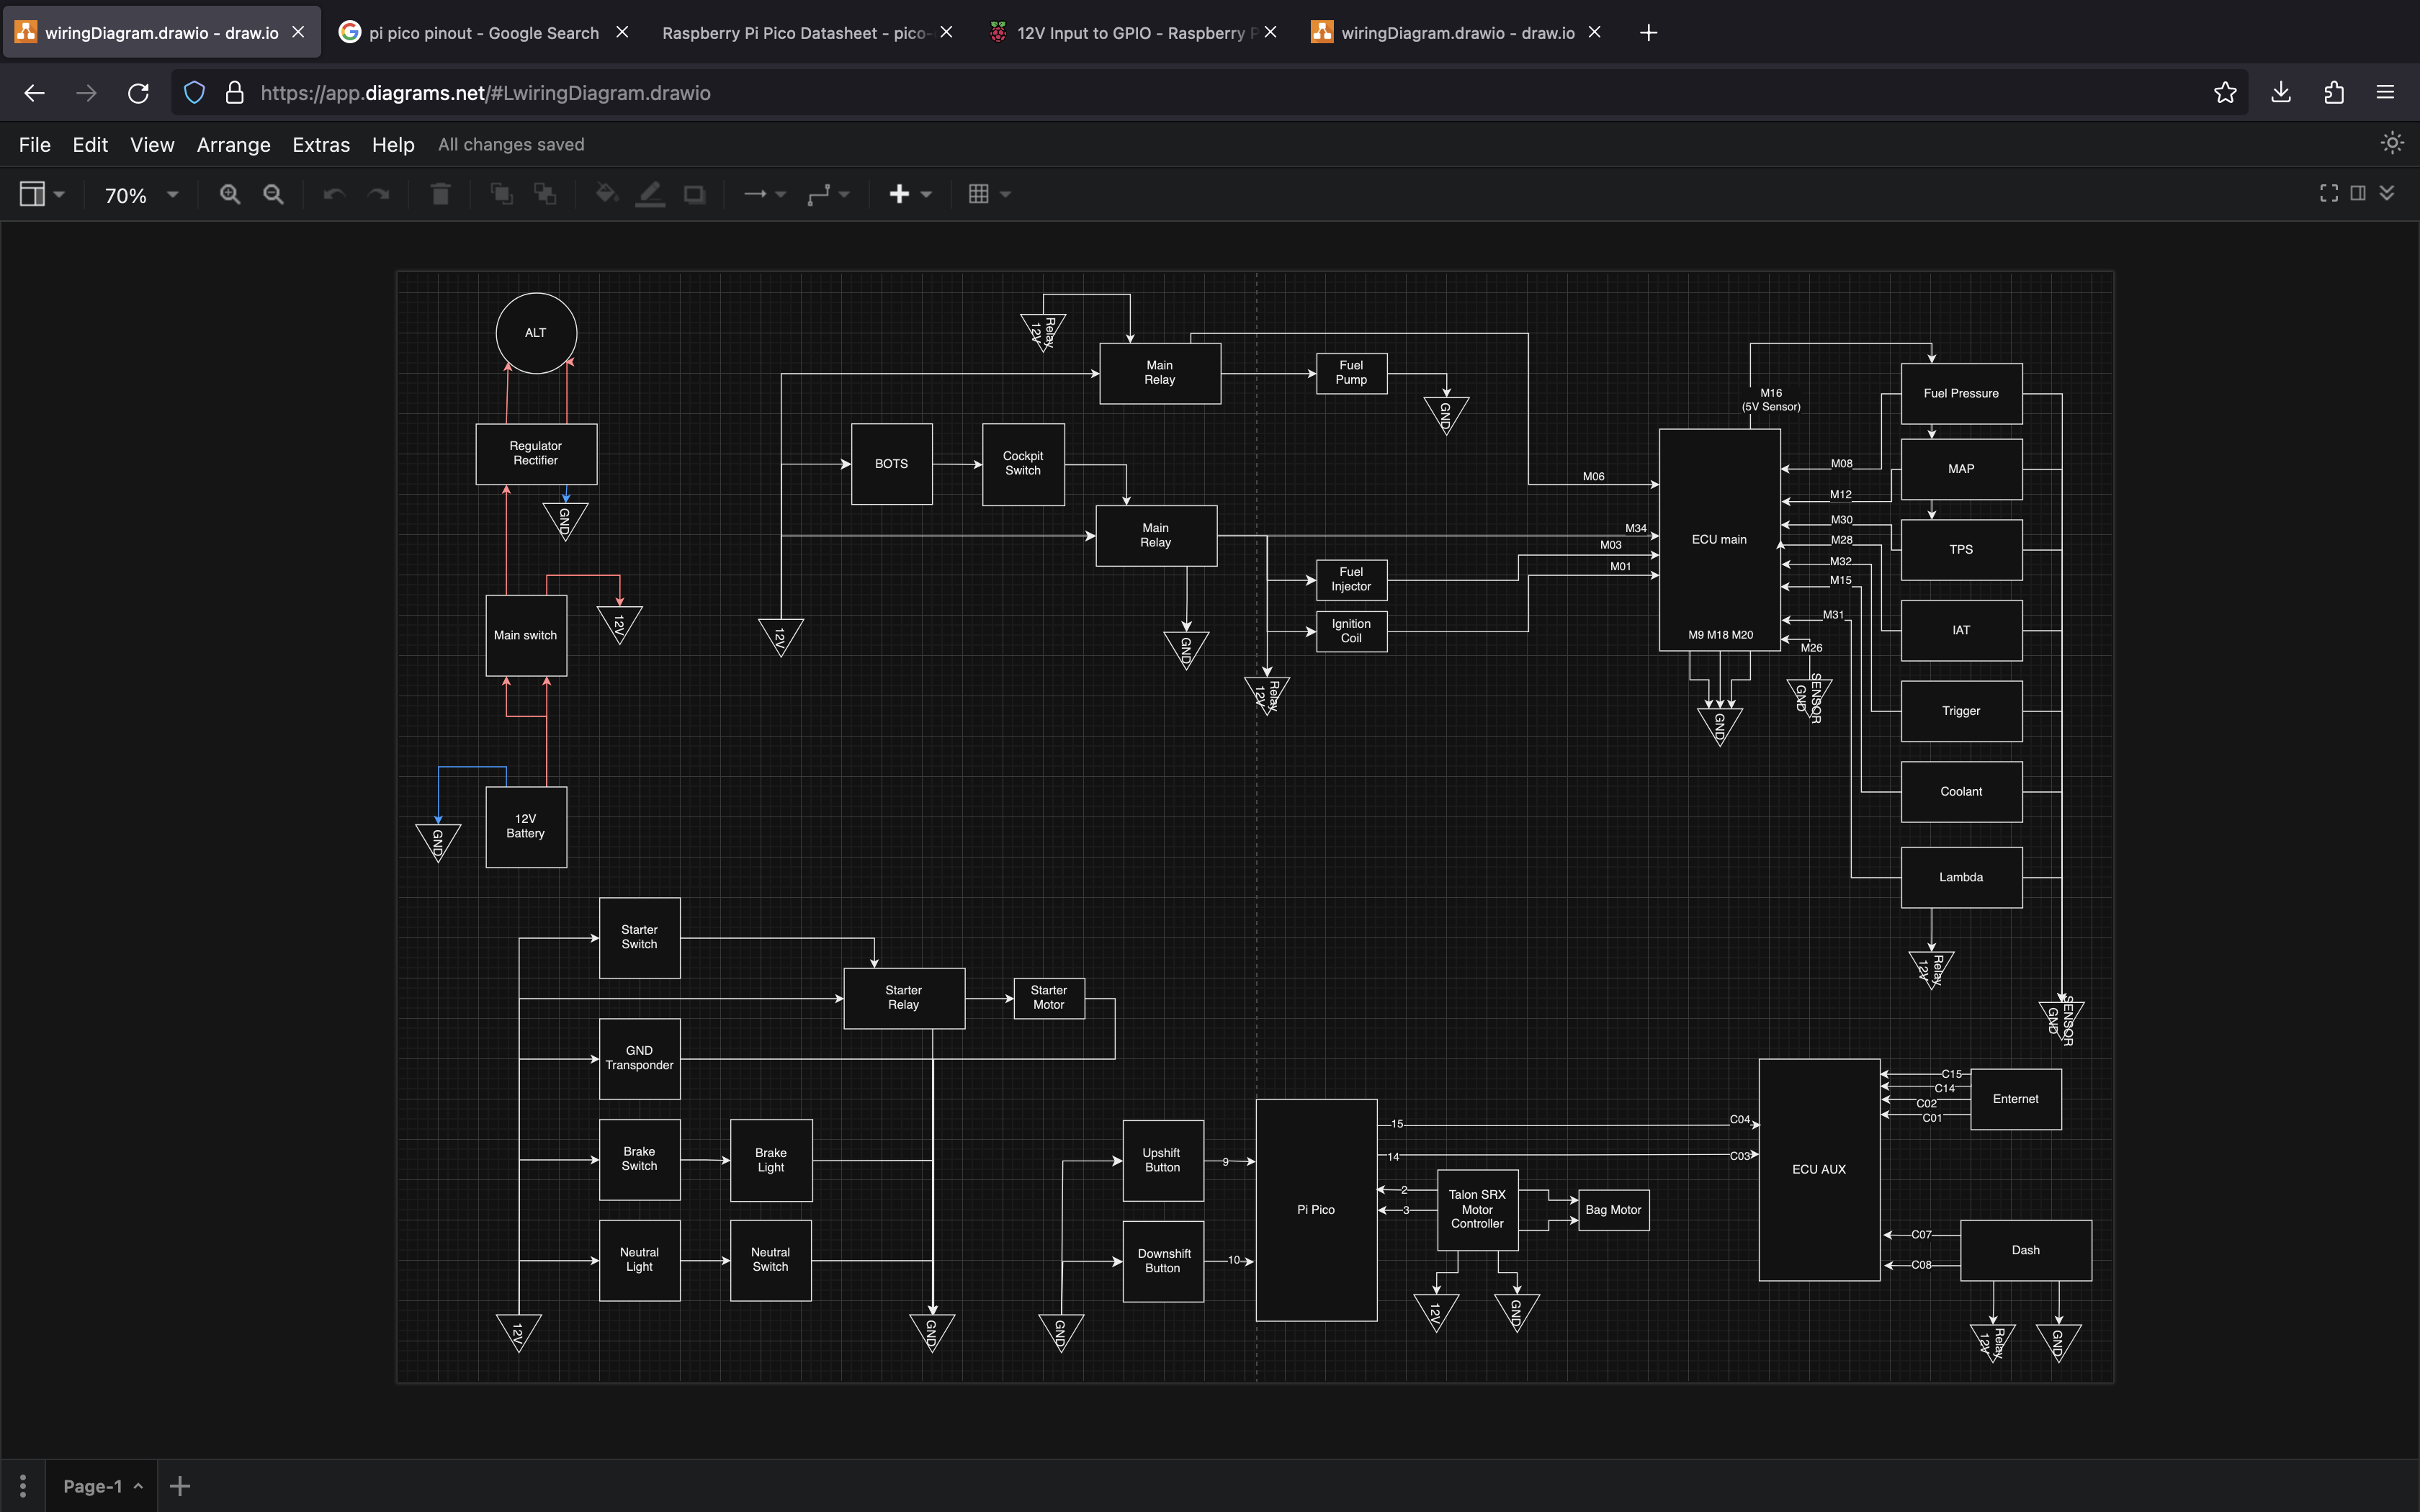 wiringDiagram.drawio - draw.io
pi pico pinout - Google Search
Raspberry Pi Pico Datasheet - pico-
12V Input to GPIO - Raspberry P
wiringDiagram.drawio - draw.io
https://app.diagrams.net/#LwiringDiagram.drawio
File Edit View Arrange Extras Help All changes saved
70%
ALT
Regulator
Rectifier
GND
Main switch
12V
12V
Battery
GND
Relay
12V
Main
Relay
Fuel
Pump
GND
BOTS
Cockpit
Switch
Main
Relay
12V
GND
Fuel
Injector
Ignition
Coil
Relay
12V
M06
M34
M03
M01
M16
(5V Sensor)
ECU main
M9 M18 M20
GND
M08
M12
M30
M28
M32
M15
M31
M26
SENSOR
GND
Fuel Pressure
MAP
TPS
IAT
Trigger
Coolant
Lambda
Relay
12V
SENSOR
GND
Starter
Switch
Starter
Relay
Starter
Motor
GND
Transponder
Brake
Switch
Brake
Light
Neutral
Light
Neutral
Switch
12V
GND
GND
Upshift
Button
9
Downshift
Button
10
Pi Pico
15
14
2
3
Talon SRX
Motor
Controller
Bag Motor
12V
GND
C04
C03
ECU AUX
C15
C14
C02
C01
Enternet
C07
C08
Dash
Relay
12V
GND
Page-1